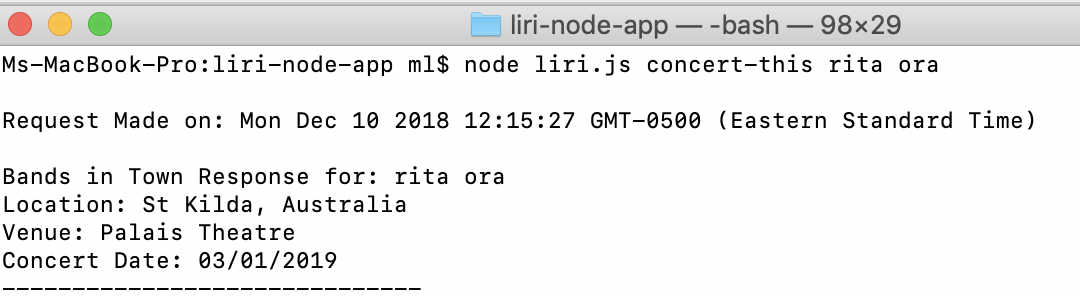 liri-node-app — -bash — 98×29
Ms-MacBook-Pro:liri-node-app ml$ node liri.js concert-this rita ora
Request Made on: Mon Dec 10 2018 12:15:27 GMT-0500 (Eastern Standard Time)
Bands in Town Response for: rita ora
Location: St Kilda, Australia
Venue: Palais Theatre
Concert Date: 03/01/2019
------------------------------